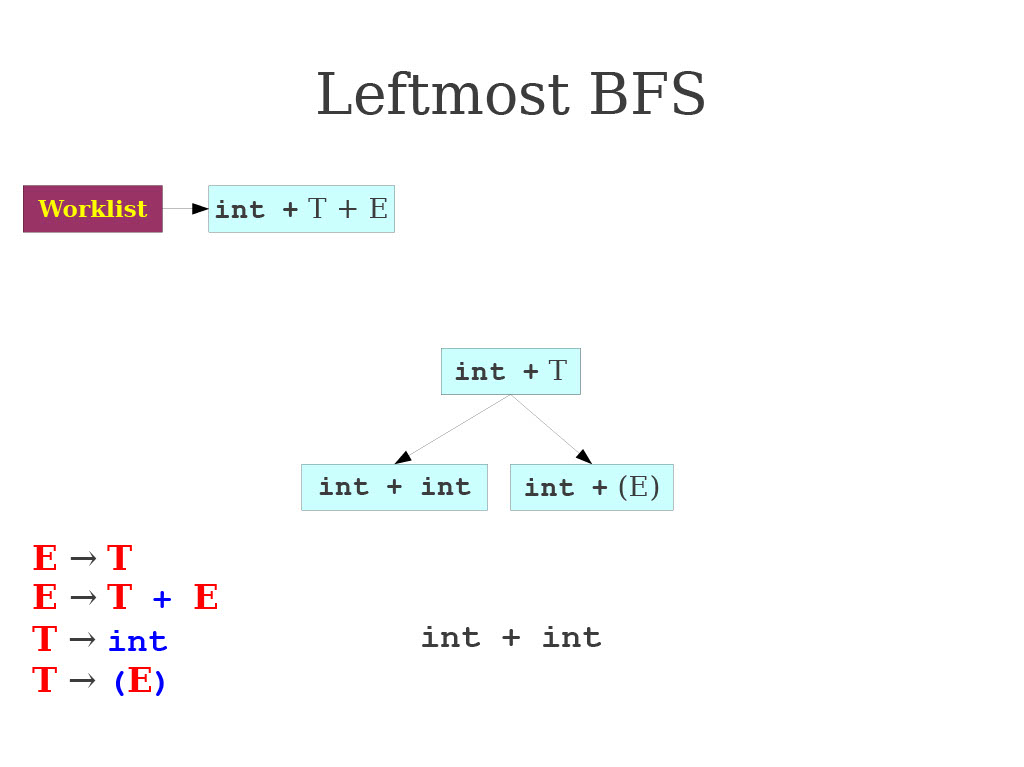 Leftmost BFS
Worklist
int + T + E
int + T
int + int
int + (E)
E → T
E → T + E
T → int
T → (E)
int + int